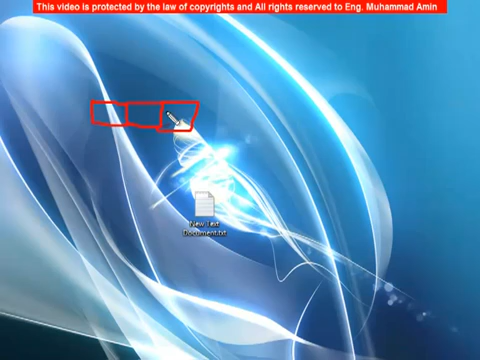 This video is protected by the law of copyrights and All rights reserved to Eng. Muhammad Amin
New Text
Document.txt